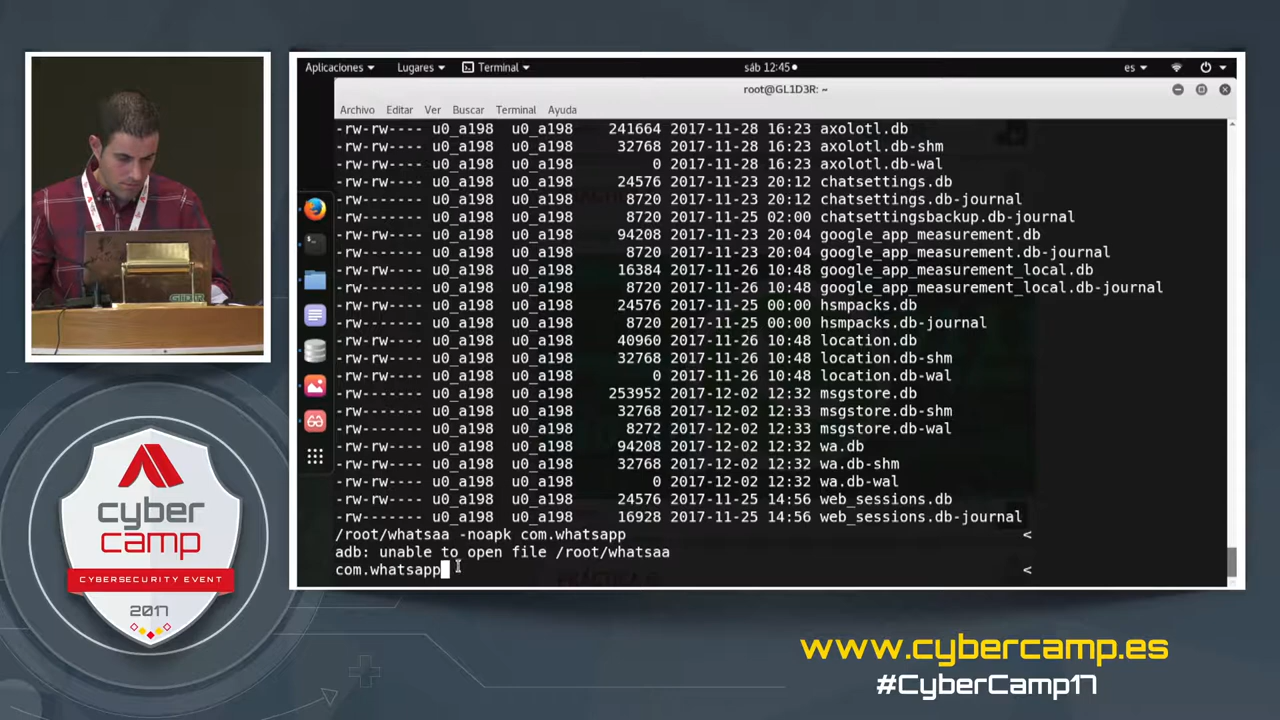 Aplicaciones Lugares Terminal sáb 12:45 es
root@GL1D3R: ~
Archivo Editar Ver Buscar Terminal Ayuda
-rw-rw---- u0_a198 u0_a198 241664 2017-11-28 16:23 axolotl.db
-rw-rw---- u0_a198 u0_a198 32768 2017-11-28 16:23 axolotl.db-shm
-rw-rw---- u0_a198 u0_a198 0 2017-11-28 16:23 axolotl.db-wal
-rw-rw---- u0_a198 u0_a198 24576 2017-11-23 20:12 chatsettings.db
-rw-rw---- u0_a198 u0_a198 8720 2017-11-23 20:12 chatsettings.db-journal
-rw-rw---- u0_a198 u0_a198 8720 2017-11-25 02:00 chatsettingsbackup.db-journal
-rw-rw---- u0_a198 u0_a198 94208 2017-11-23 20:04 google_app_measurement.db
-rw-rw---- u0_a198 u0_a198 8720 2017-11-23 20:04 google_app_measurement.db-journal
-rw-rw---- u0_a198 u0_a198 16384 2017-11-26 10:48 google_app_measurement_local.db
-rw-rw---- u0_a198 u0_a198 8720 2017-11-26 10:48 google_app_measurement_local.db-journal
-rw-rw---- u0_a198 u0_a198 24576 2017-11-25 00:00 hsmpacks.db
-rw-rw---- u0_a198 u0_a198 8720 2017-11-25 00:00 hsmpacks.db-journal
-rw-rw---- u0_a198 u0_a198 40960 2017-11-26 10:48 location.db
-rw-rw---- u0_a198 u0_a198 32768 2017-11-26 10:48 location.db-shm
-rw-rw---- u0_a198 u0_a198 0 2017-11-26 10:48 location.db-wal
-rw-rw---- u0_a198 u0_a198 253952 2017-12-02 12:33 msgstore.db
-rw-rw---- u0_a198 u0_a198 32768 2017-12-02 12:33 msgstore.db-shm
-rw-rw---- u0_a198 u0_a198 8272 2017-12-02 12:33 msgstore.db-wal
-rw-rw---- u0_a198 u0_a198 94208 2017-12-02 12:32 wa.db
-rw-rw---- u0_a198 u0_a198 32768 2017-12-02 12:32 wa.db-shm
-rw-rw---- u0_a198 u0_a198 0 2017-12-02 12:32 wa.db-wal
-rw-rw---- u0_a198 u0_a198 24576 2017-11-25 14:56 web_sessions.db
-rw-rw---- u0_a198 u0_a198 16928 2017-11-25 14:56 web_sessions.db-journal
/root/whatsaa -noapk com.whatsapp <
adb: unable to open file /root/whatsaa
com.whatsapp <
cyber
camp
CYBERSECURITY EVENT
2017
www.cybercamp.es
#CyberCamp17